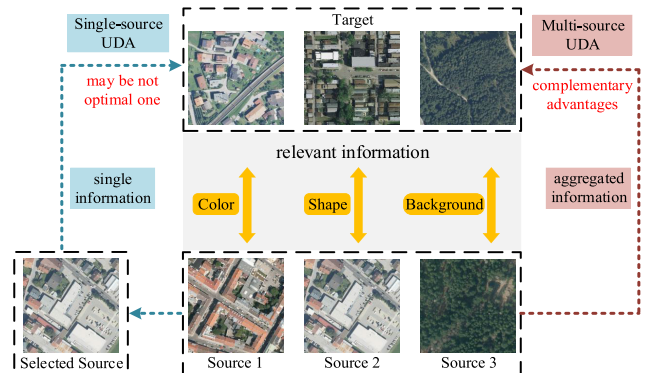 Single-source
UDA
Target
Multi-source
UDA
may be not
optimal one
complementary
advantages
relevant information
single
information
Color
Shape
Background
aggregated
information
Selected Source
Source 1
Source 2
Source 3